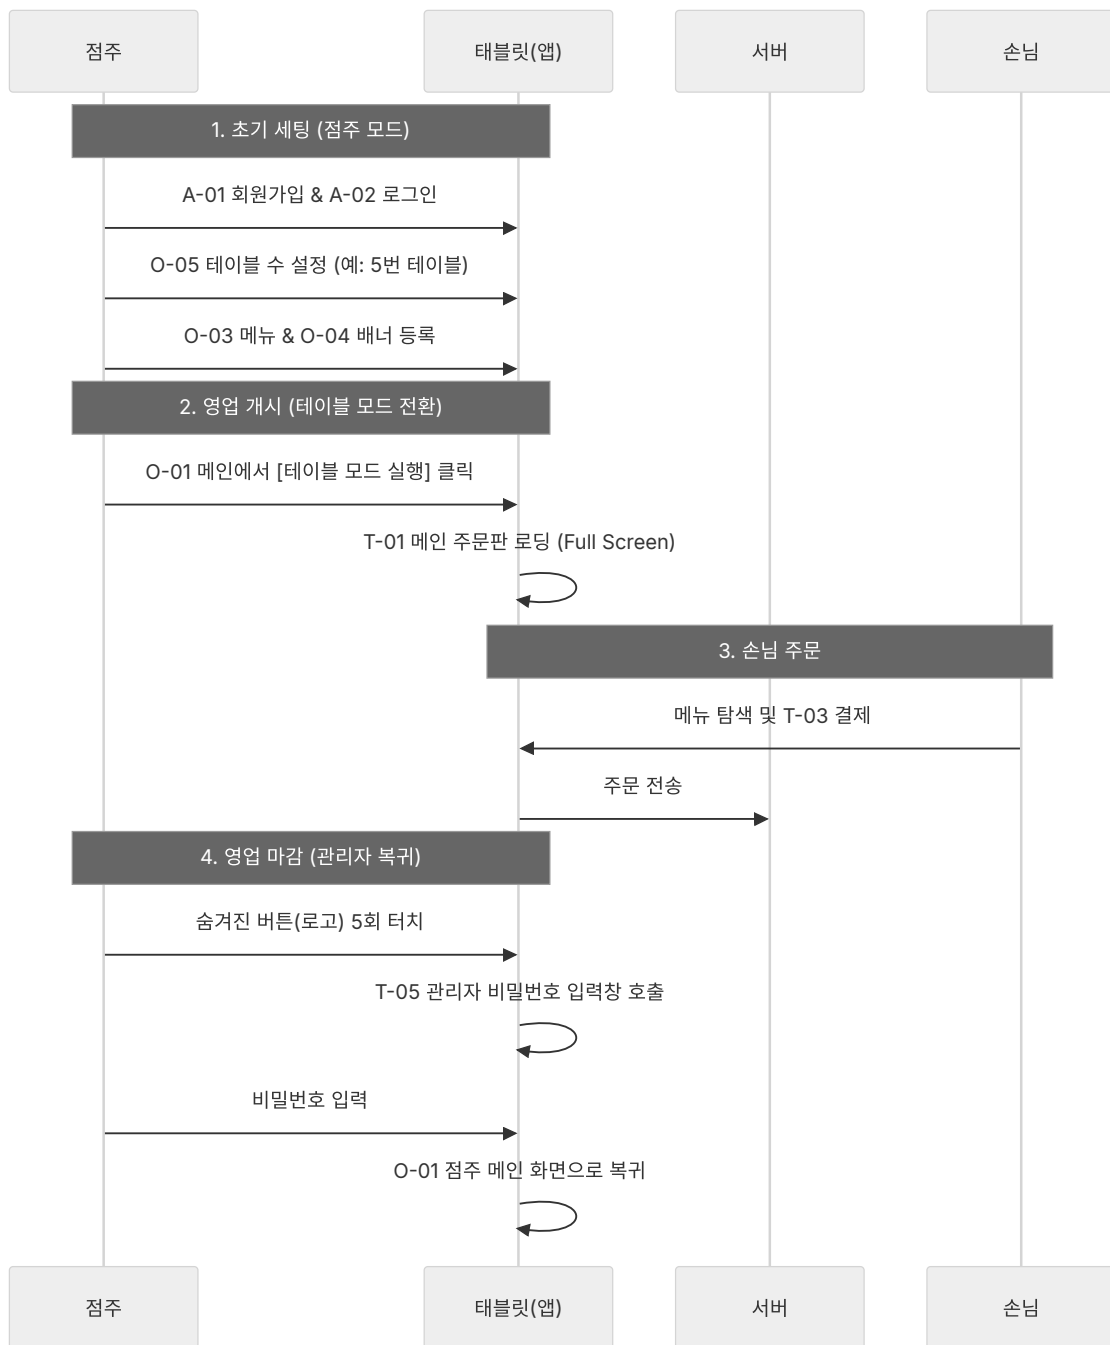 점주
태블릿(앱)
서버
손님
1. 초기 세팅 (점주 모드)
A-01 회원가입 & A-02 로그인
O-05 테이블 수 설정 (예: 5번 테이블)
O-03 메뉴 & O-04 배너 등록
2. 영업 개시 (테이블 모드 전환)
O-01 메인에서 [테이블 모드 실행] 클릭
T-01 메인 주문판 로딩 (Full Screen)
3. 손님 주문
메뉴 탐색 및 T-03 결제
주문 전송
4. 영업 마감 (관리자 복귀)
숨겨진 버튼(로고) 5회 터치
T-05 관리자 비밀번호 입력창 호출
비밀번호 입력
O-01 점주 메인 화면으로 복귀
점주
태블릿(앱)
서버
손님